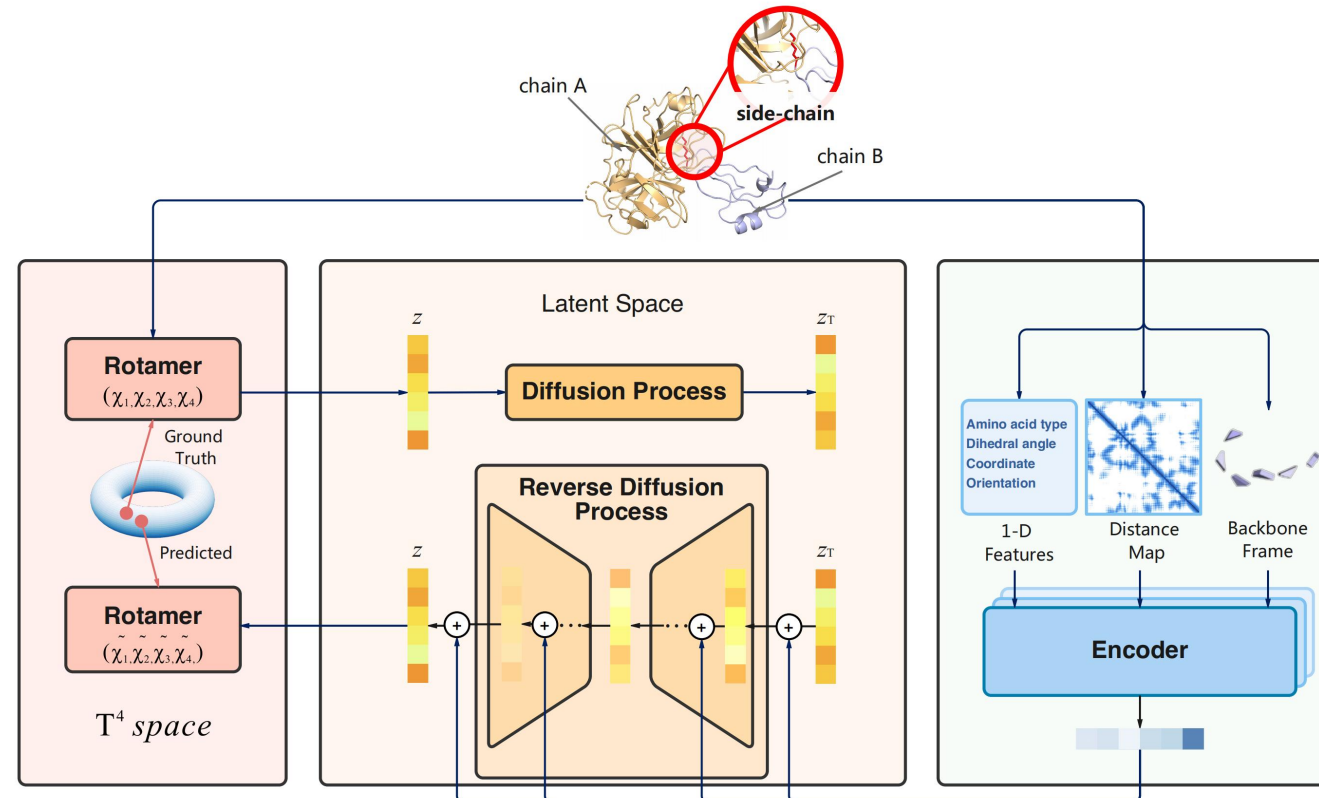 chain A
side-chain
chain B
Rotamer
(χ₁,χ₂,χ₃,χ₄)
Ground
Truth
Predicted
Rotamer
(χ̃₁,χ̃₂,χ̃₃,χ̃₄,)
T⁴ space
Latent Space
z
Diffusion Process
z_T
Reverse Diffusion
Process
z
+
+
...
...
+
+
z_T
Amino acid type
Dihedral angle
Coordinate
Orientation
1-D
Features
Distance
Map
Backbone
Frame
Encoder